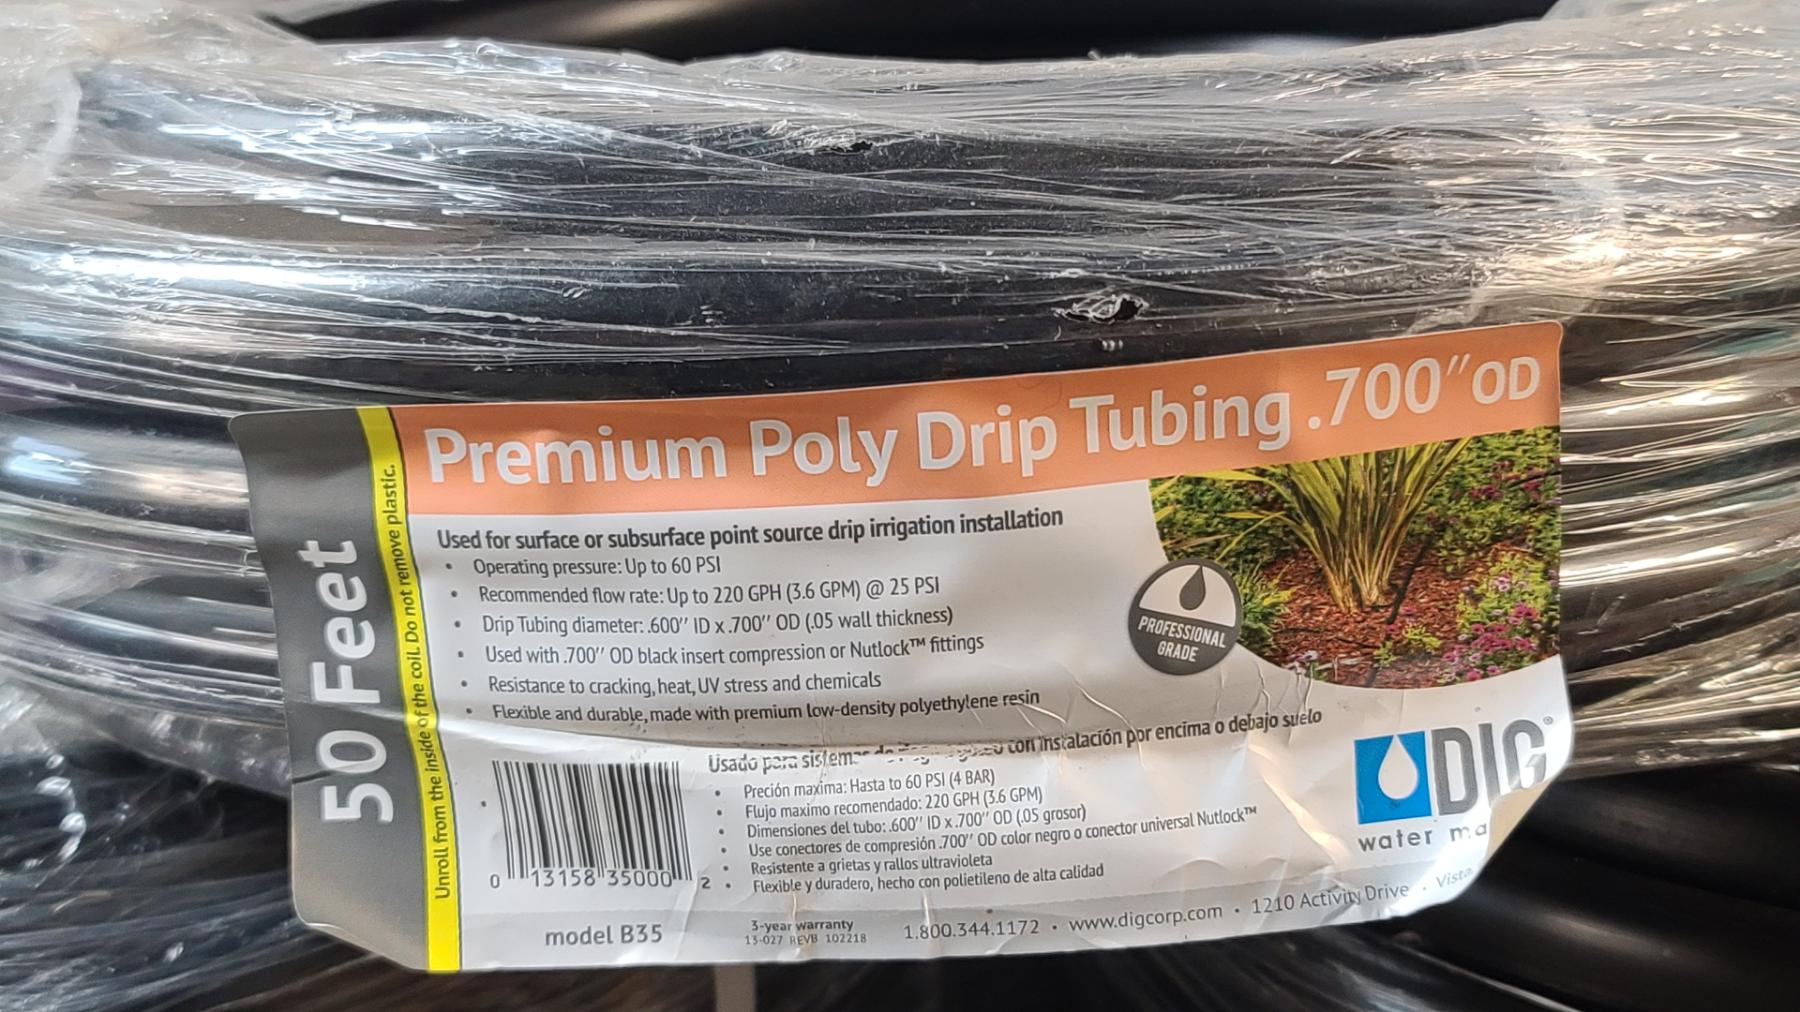 Premium Poly Drip Tubing .700" OD
50 Feet
Unroll from the inside of the coil. Do not remove plastic.
Used for surface or subsurface point source drip irrigation installation
• Operating pressure: Up to 60 PSI
• Recommended flow rate: Up to 220 GPH (3.6 GPM) @ 25 PSI
• Drip Tubing diameter: .600" ID x .700" OD (.05 wall thickness)
• Used with .700" OD black insert compression or Nutlock™ fittings
• Resistance to cracking, heat, UV stress and chemicals
• Flexible and durable, made with premium low-density polyethylene resin
PROFESSIONAL
GRADE
Usado para con instalación por encima o debajo suelo
• Preción maxima: Hasta to 60 PSI (4 BAR)
• Flujo maximo recomendado: 220 GPH (3.6 GPM)
• Dimensiones del tubo: .600" ID x .700" OD (.05 grosor)
• Use conectores de compresión .700" OD color negro o conector universal Nutlock™
• Resistente a grietas y rallos ultravioleta
• Flexible y duradero, hecho con polietileno de alta calidad
DIG®
water
0 13158 35000 2
model B35
3-year warranty
13-027 REVB 102218
1.800.344.1172 • www.digcorp.com • 1210 Activity Drive • Vista